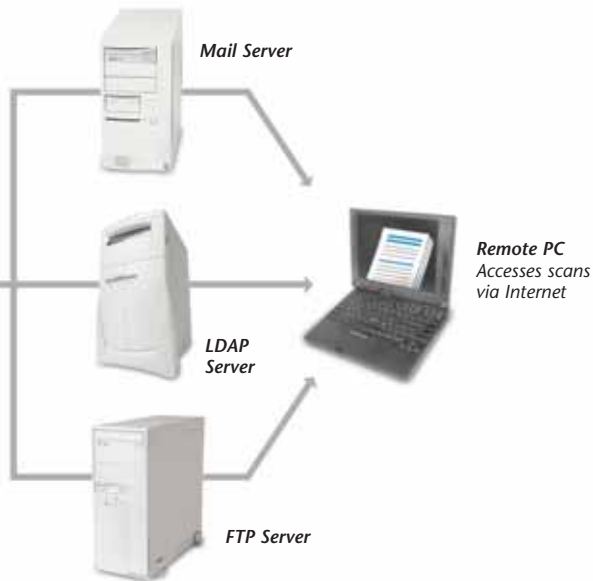 Mail Server
Remote PC
Accesses scans
via Internet
LDAP
Server
FTP Server